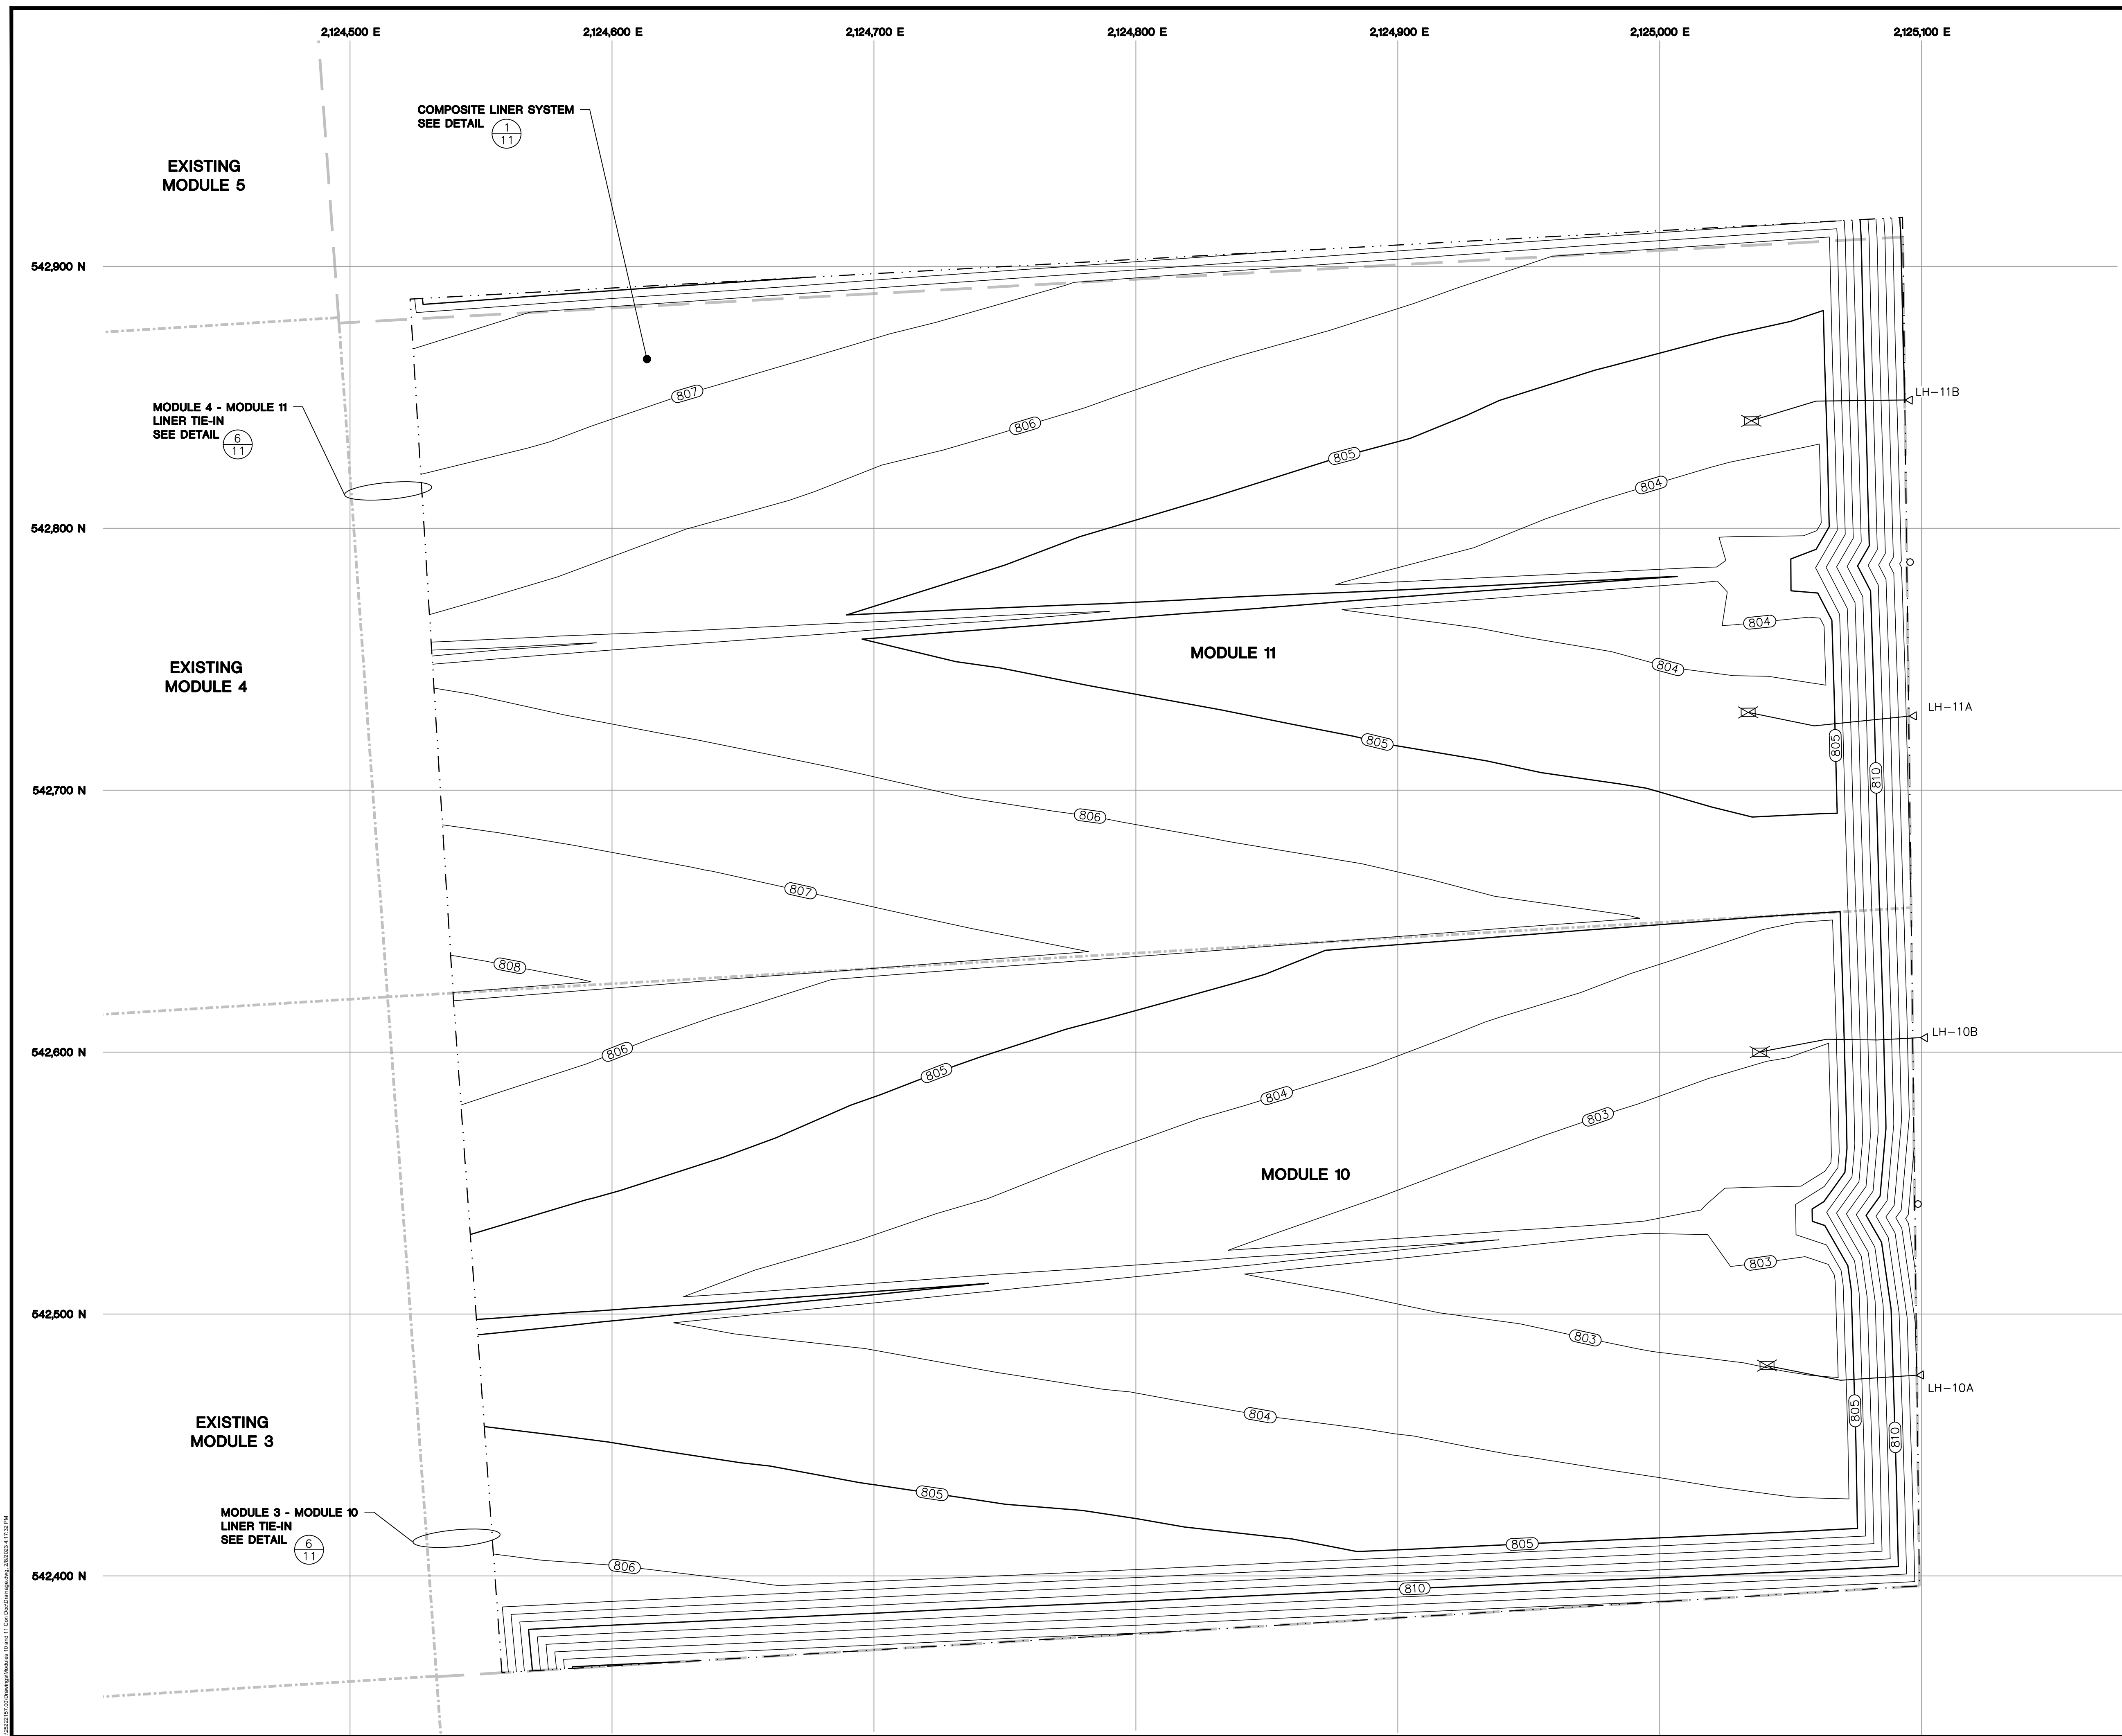 2,124,500 E
2,124,600 E
2,124,700 E
2,124,800 E
2,124,900 E
2,125,000 E
2,125,100 E
COMPOSITE LINER SYSTEM
SEE DETAIL
1
11
EXISTING
MODULE 5
542,900 N
807
806
805
804
LH-11B
MODULE 4 - MODULE 11
LINER TIE-IN
SEE DETAIL
6
11
542,800 N
804
804
MODULE 11
EXISTING
MODULE 4
LH-11A
805
805
810
542,700 N
806
807
808
LH-10B
542,600 N
806
805
804
803
MODULE 10
803
542,500 N
803
LH-10A
804
805
810
EXISTING
MODULE 3
805
805
MODULE 3 - MODULE 10
LINER TIE-IN
SEE DETAIL
6
11
806
542,400 N
810